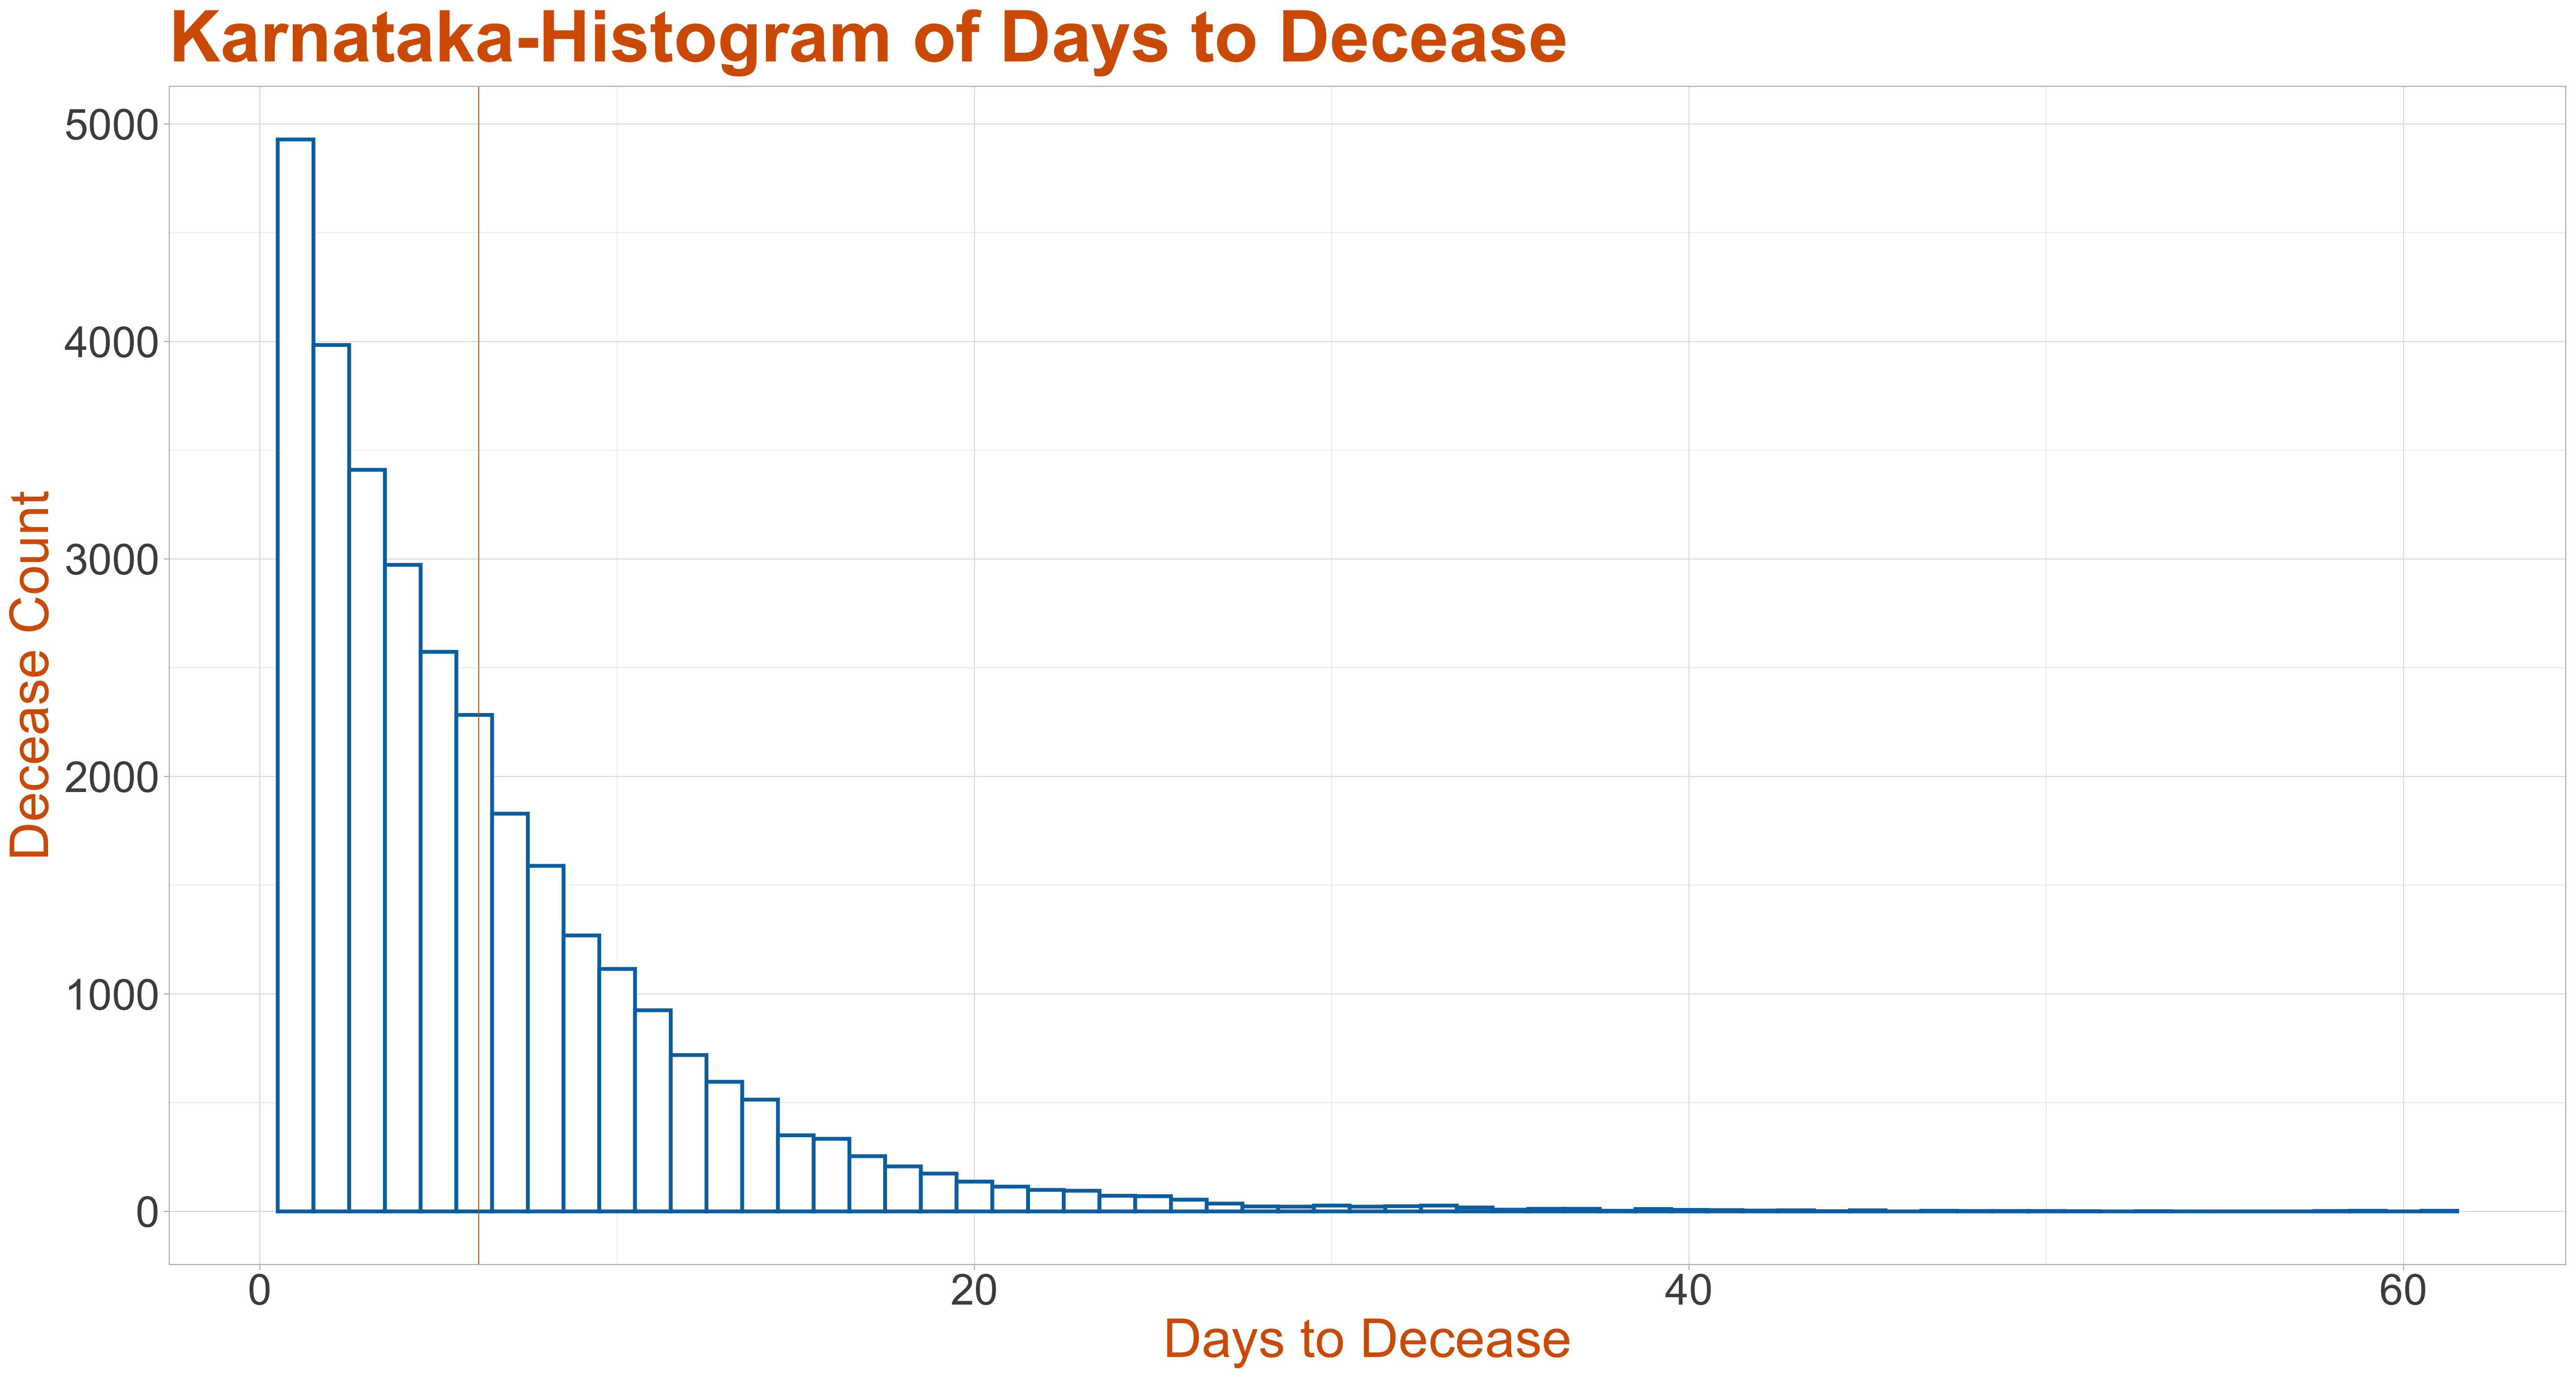 Karnataka-Histogram of Days to Decease
Decease Count
5000
4000
3000
2000
1000
0
0 20 40 60
Days to Decease